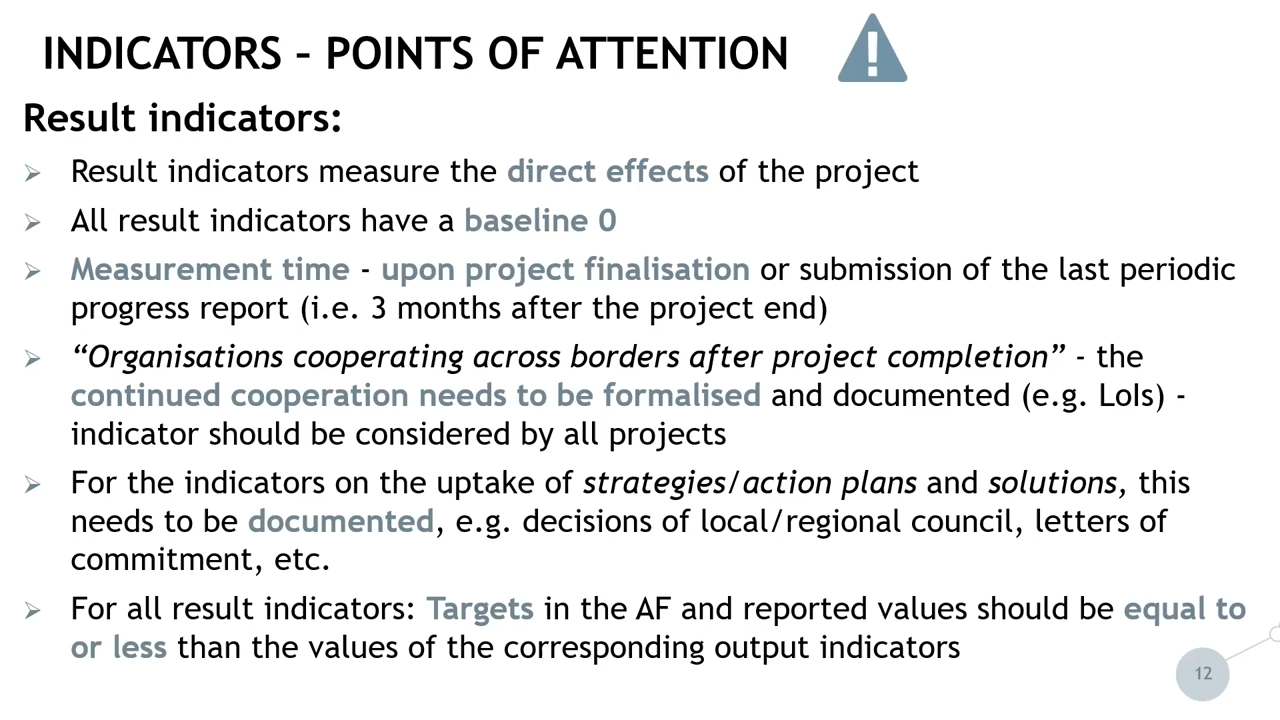 INDICATORS – POINTS OF ATTENTION
Result indicators:
➢ Result indicators measure the direct effects of the project
➢ All result indicators have a baseline 0
➢ Measurement time - upon project finalisation or submission of the last periodic
progress report (i.e. 3 months after the project end)
➢ “Organisations cooperating across borders after project completion” - the
continued cooperation needs to be formalised and documented (e.g. LoIs) -
indicator should be considered by all projects
➢ For the indicators on the uptake of strategies/action plans and solutions, this
needs to be documented, e.g. decisions of local/regional council, letters of
commitment, etc.
➢ For all result indicators: Targets in the AF and reported values should be equal to
or less than the values of the corresponding output indicators
12